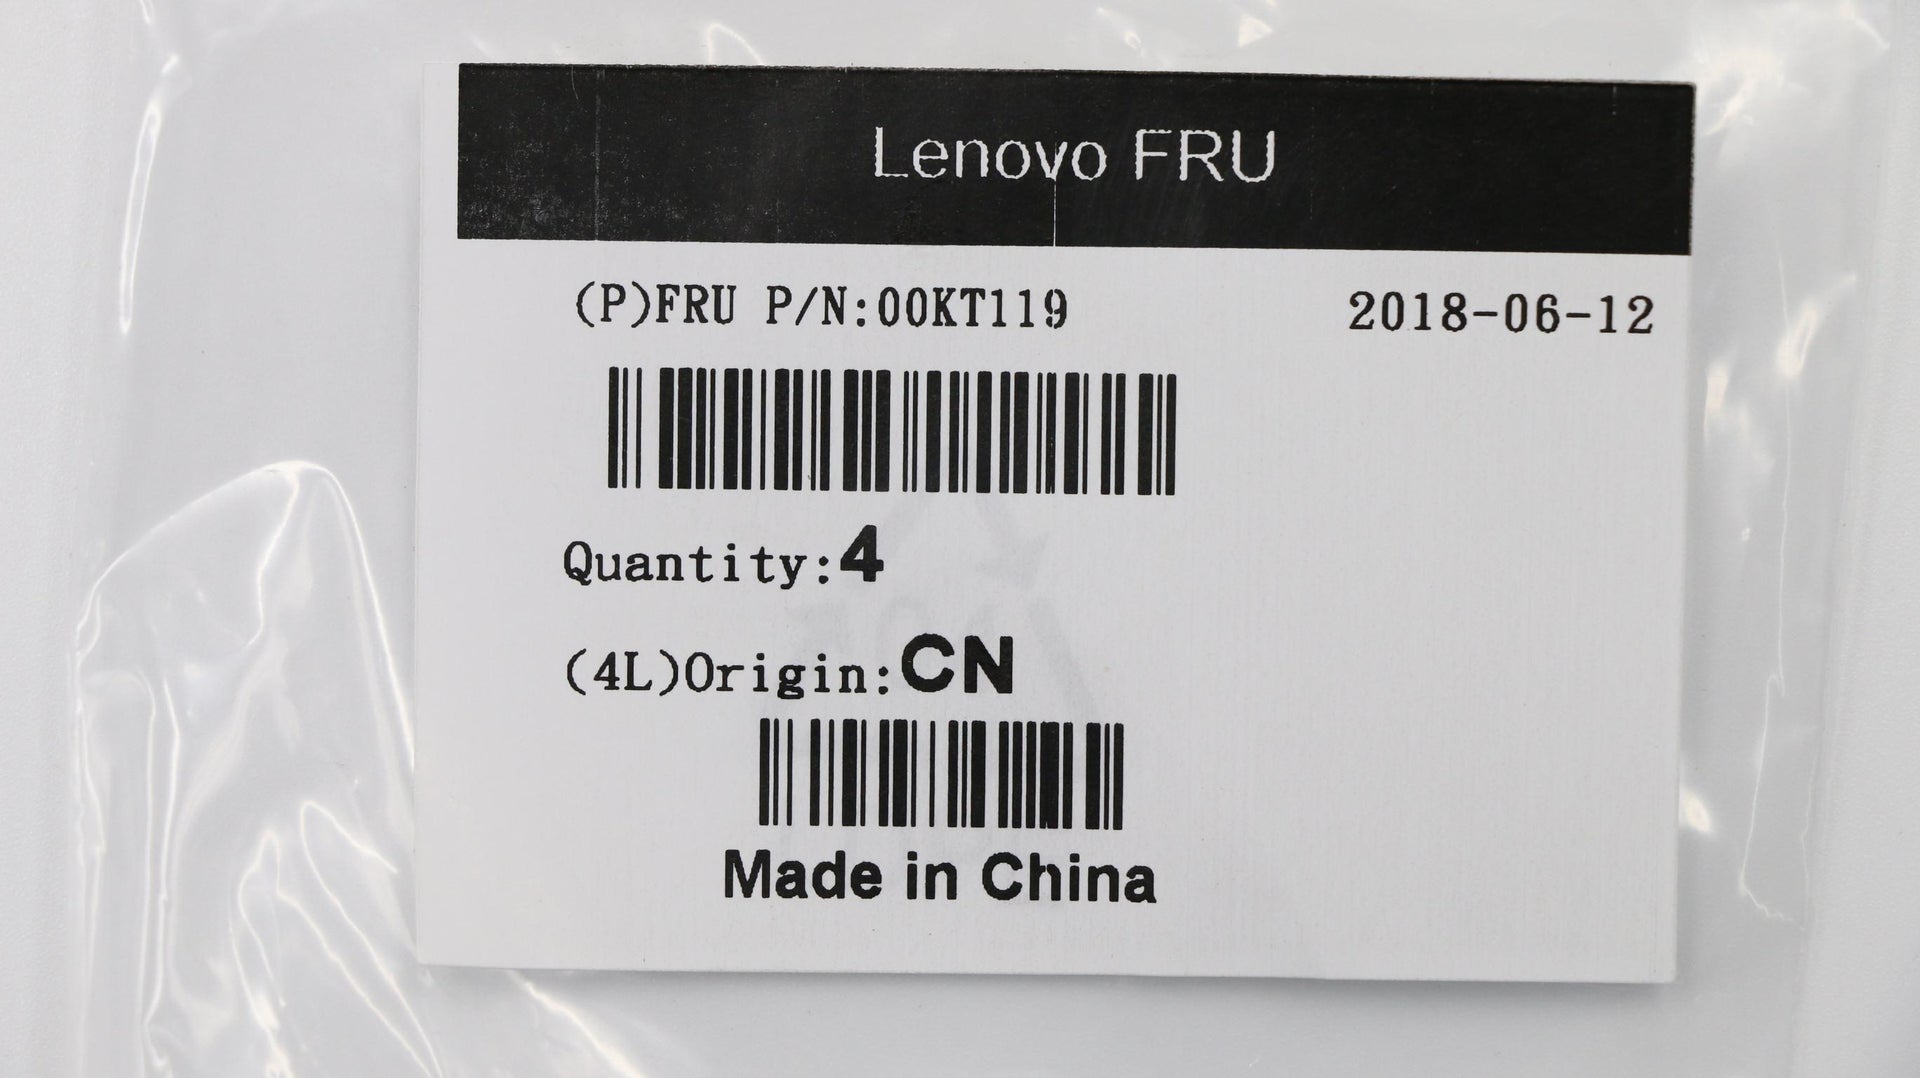 Lenovo FRU
(P)FRU P/N:00KT119 2018-06-12
Quantity:4
(4L)Origin:CN
Made in China